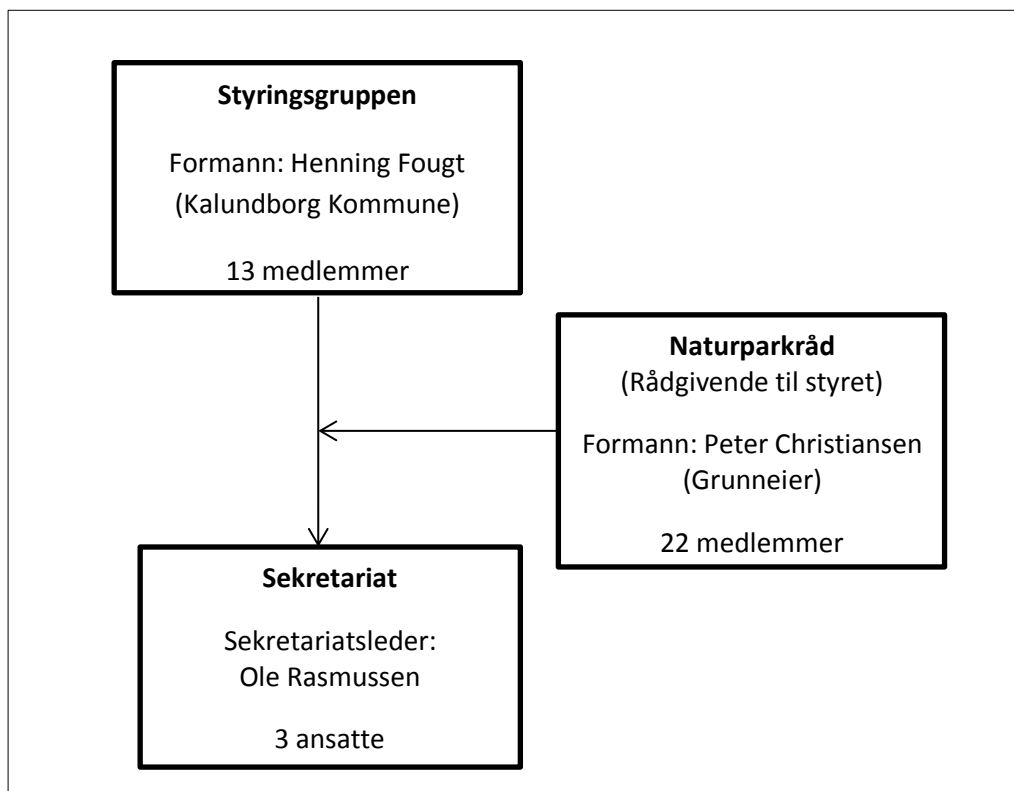 Styringsgruppen
Formann: Henning Fougt
(Kalundborg Kommune)
13 medlemmer
Naturparkråd
(Rådgivende til styret)
Formann: Peter Christiansen
(Grunneier)
22 medlemmer
Sekretariat
Sekretariatsleder:
Ole Rasmussen
3 ansatte